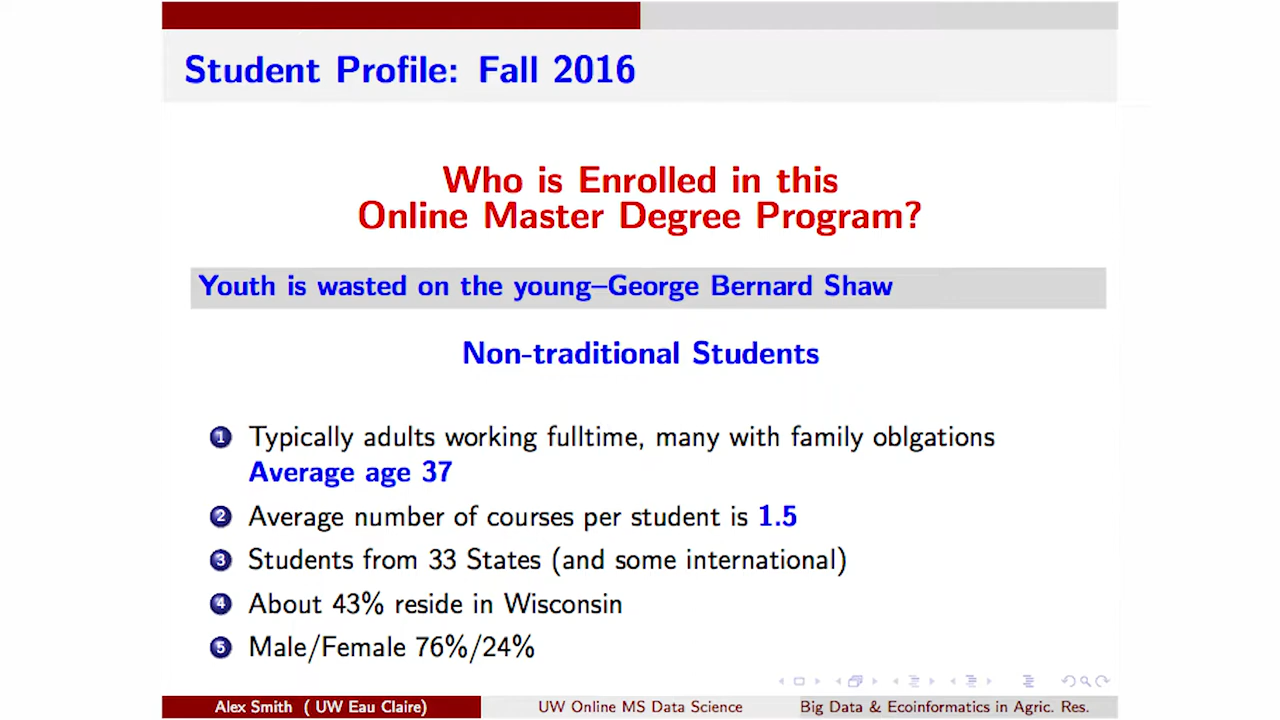 Student Profile: Fall 2016
Who is Enrolled in this
Online Master Degree Program?
Youth is wasted on the young–George Bernard Shaw
Non-traditional Students
1 Typically adults working fulltime, many with family oblgations
Average age 37
2 Average number of courses per student is 1.5
3 Students from 33 States (and some international)
4 About 43% reside in Wisconsin
5 Male/Female 76%/24%
Alex Smith ( UW Eau Claire) UW Online MS Data Science Big Data & Ecoinformatics in Agric. Res.